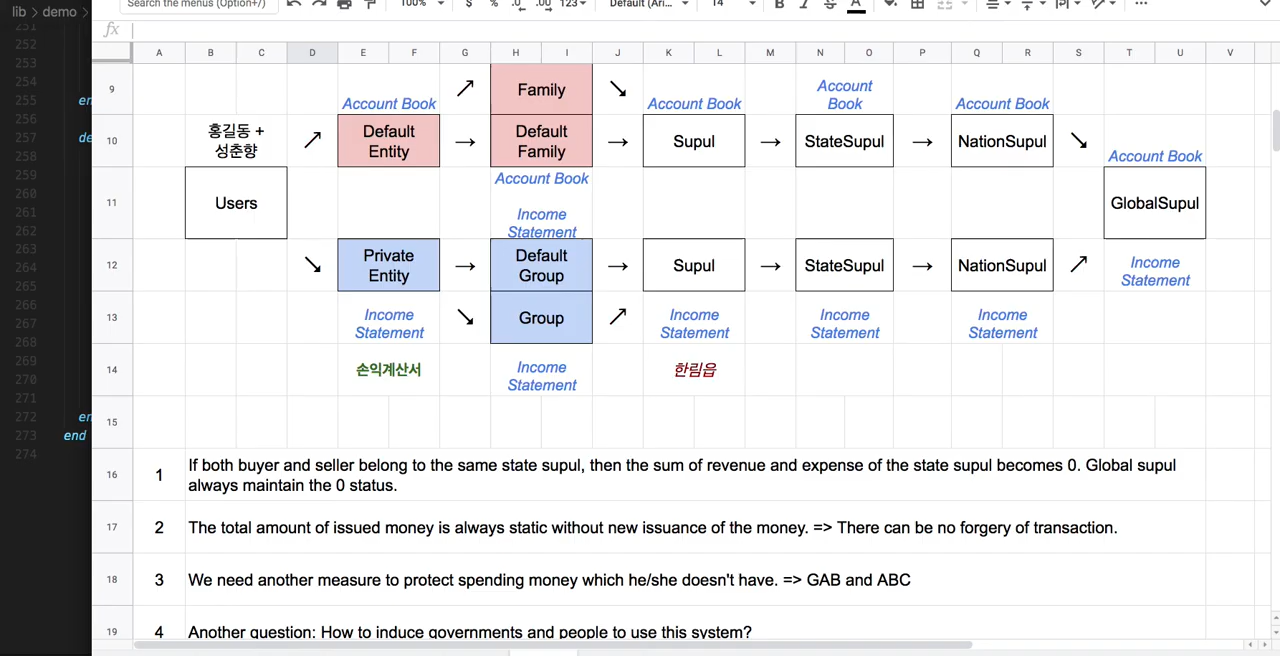 lib > demo >
Search the menus (Option+/)
100%
$ % .0 .00 123
Default (Ari...
14
B I S A
fx
A B C D E F G H I J K L M N O P Q R S T U V
251
252
253
254
255 en
256
257 de
258
259
260
261
262
263
264
265
266
267
268
269
270
271
272 en
273 end
274
9
Account Book
↗
Family
↘
Account Book
Account
Book
Account Book
10
홍길동 +
성춘향
↗
Default
Entity
→
Default
Family
→
Supul
→
StateSupul
→
NationSupul
↘
Account Book
11
Users
Account Book
Income
Statement
GlobalSupul
12
↘
Private
Entity
→
Default
Group
→
Supul
→
StateSupul
→
NationSupul
↗
Income
Statement
13
Income
Statement
↘
Group
↗
Income
Statement
Income
Statement
Income
Statement
14
손익계산서
Income
Statement
한림읍
15
16
1
If both buyer and seller belong to the same state supul, then the sum of revenue and expense of the state supul becomes 0. Global supul
always maintain the 0 status.
17
2
The total amount of issued money is always static without new issuance of the money. => There can be no forgery of transaction.
18
3
We need another measure to protect spending money which he/she doesn't have. => GAB and ABC
19
4
Another question: How to induce governments and people to use this system?